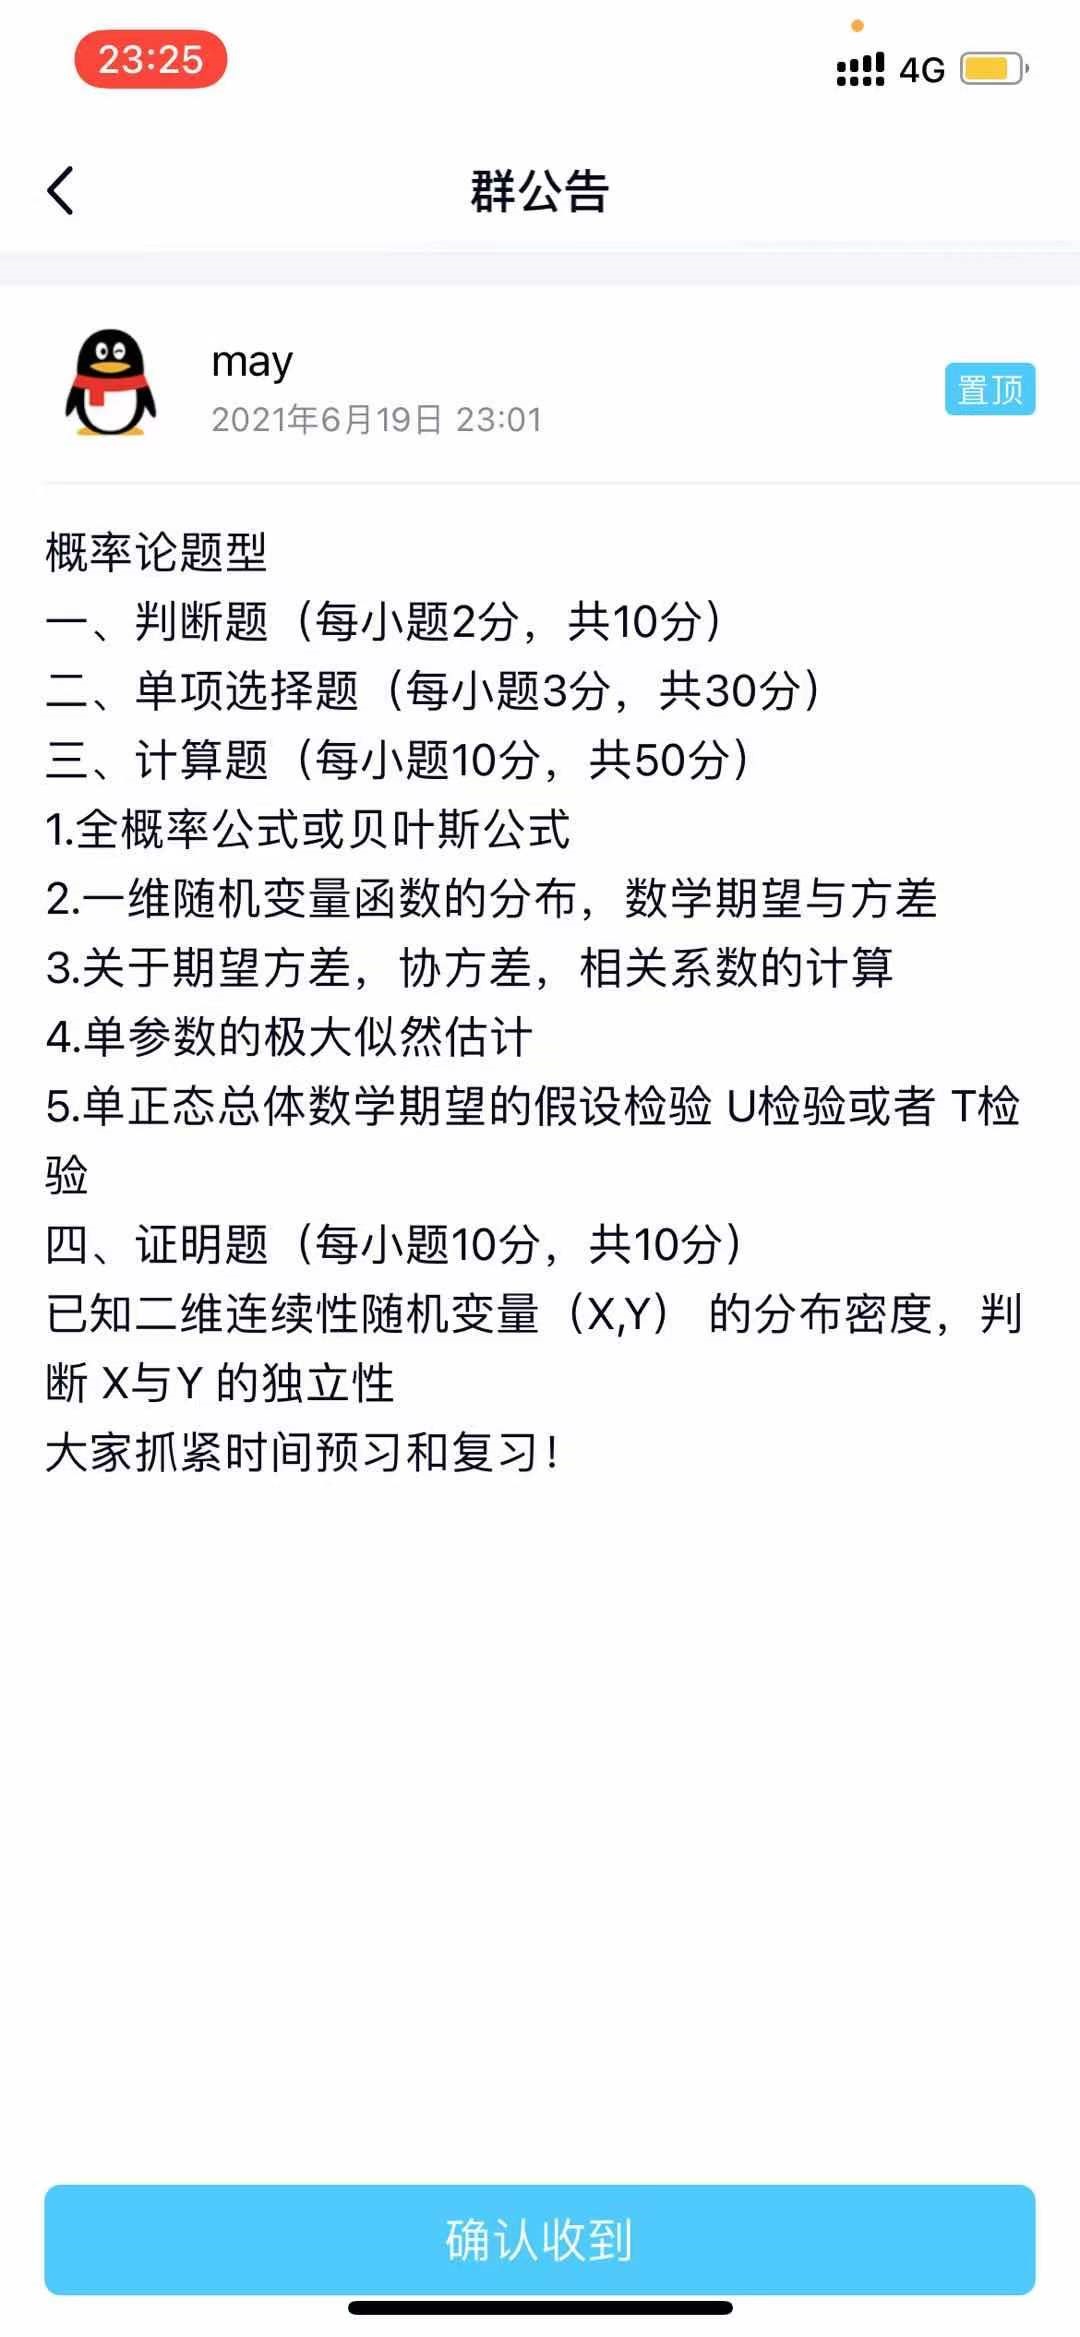 23:25
4G
群公告
may
2021年6月19日 23:01
置顶
概率论题型
一、判断题（每小题2分，共10分）
二、单项选择题（每小题3分，共30分）
三、计算题（每小题10分，共50分）
1.全概率公式或贝叶斯公式
2.一维随机变量函数的分布，数学期望与方差
3.关于期望方差，协方差，相关系数的计算
4.单参数的极大似然估计
5.单正态总体数学期望的假设检验 U检验或者 T检
验
四、证明题（每小题10分，共10分）
已知二维连续性随机变量（X,Y） 的分布密度，判
断 X与Y 的独立性
大家抓紧时间预习和复习！
确认收到